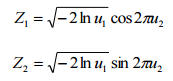 Z₁ = √(−2 ln u₁) cos 2πu₂
Z₂ = √(−2 ln u₁) sin 2πu₂